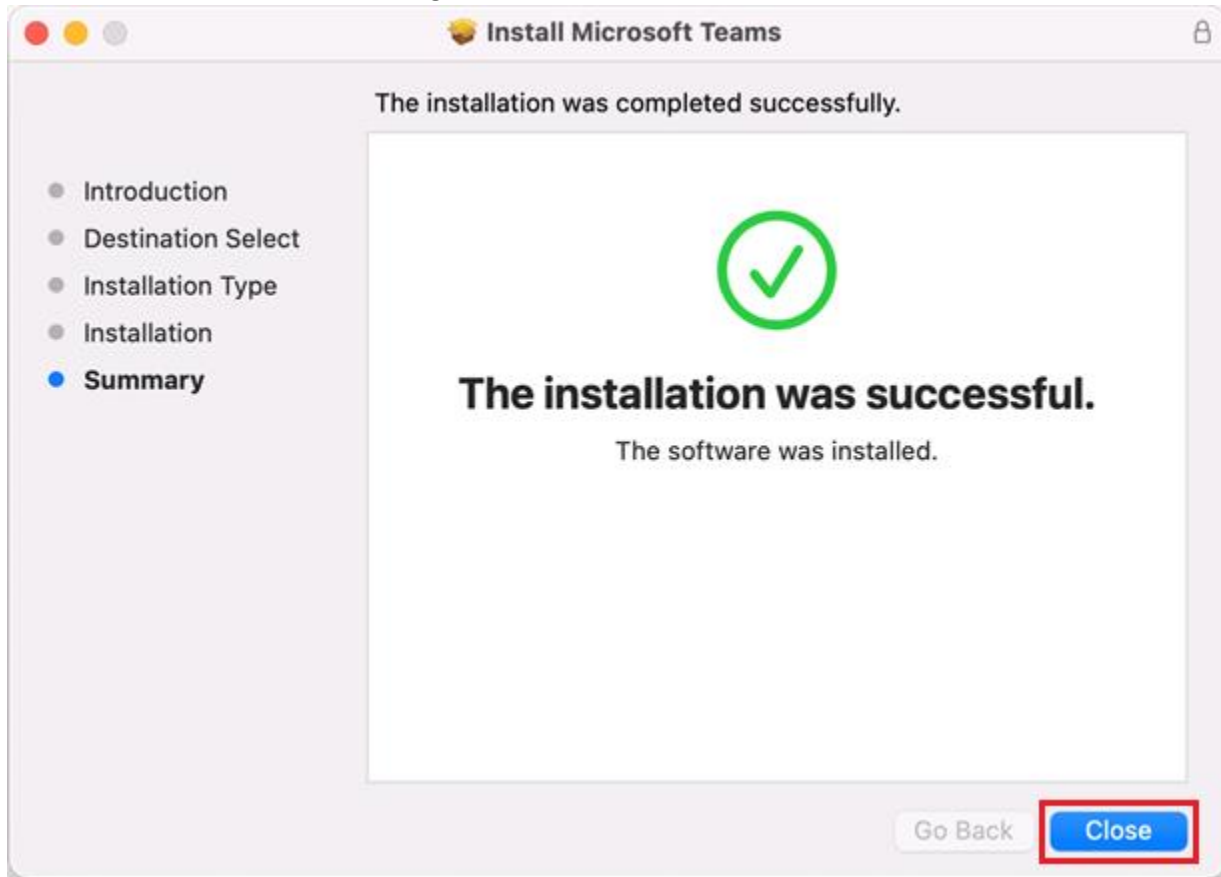 Install Microsoft Teams
The installation was completed successfully.
Introduction
Destination Select
Installation Type
Installation
Summary
The installation was successful.
The software was installed.
Go Back
Close